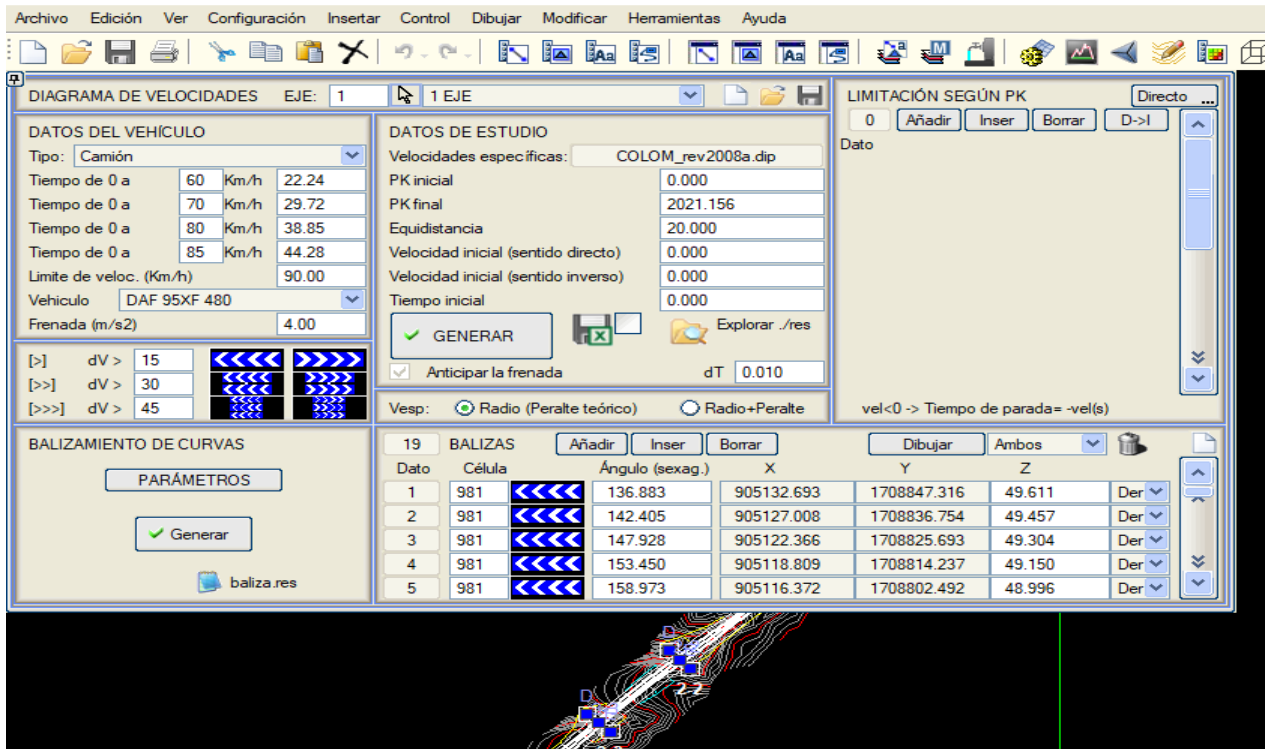 Archivo Edición Ver Configuración Insertar Control Dibujar Modificar Herramientas Ayuda
DIAGRAMA DE VELOCIDADES EJE: 1 1 EJE
DATOS DEL VEHÍCULO
Tipo: Camión
Tiempo de 0 a 60 Km/h 22.24
Tiempo de 0 a 70 Km/h 29.72
Tiempo de 0 a 80 Km/h 38.85
Tiempo de 0 a 85 Km/h 44.28
Limite de veloc. (Km/h) 90.00
Vehiculo DAF 95XF 480
Frenada (m/s2) 4.00
[>] dV > 15
[>>] dV > 30
[>>>] dV > 45
DATOS DE ESTUDIO
Velocidades específicas: COLOM_rev2008a.dip
PK inicial 0.000
PK final 2021.156
Equidistancia 20.000
Velocidad inicial (sentido directo) 0.000
Velocidad inicial (sentido inverso) 0.000
Tiempo inicial 0.000
GENERAR Explorar ./res
Anticipar la frenada dT 0.010
Vesp: Radio (Peralte teórico) Radio+Peralte
LIMITACIÓN SEGÚN PK Directo ...
0 Añadir Inser Borrar D->I
Dato
vel<0 -> Tiempo de parada= -vel(s)
BALIZAMIENTO DE CURVAS
PARÁMETROS
Generar
baliza.res
19 BALIZAS Añadir Inser Borrar Dibujar Ambos
Dato Célula Ángulo (sexag.) X Y Z
1 981 136.883 905132.693 1708847.316 49.611 Der
2 981 142.405 905127.008 1708836.754 49.457 Der
3 981 147.928 905122.366 1708825.693 49.304 Der
4 981 153.450 905118.809 1708814.237 49.150 Der
5 981 158.973 905116.372 1708802.492 48.996 Der
D
2.2
D